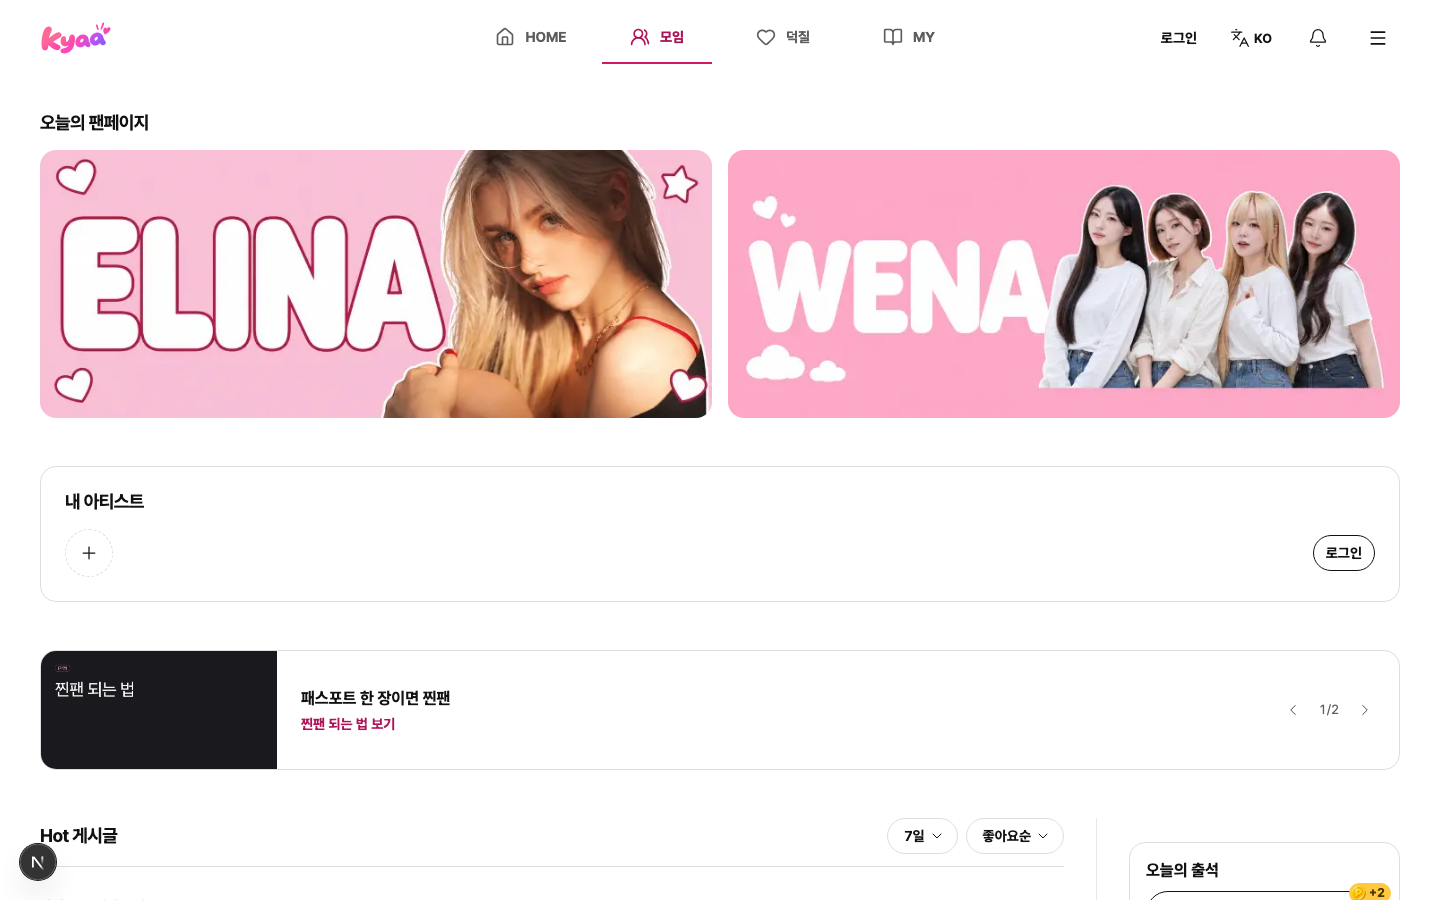 kyaa
HOME
모임
덕질
MY
로그인
KO
오늘의 팬페이지
ELINA
WENA
내 아티스트
로그인
찐팬 되는 법
패스포트 한 장이면 찐팬
찐팬 되는 법 보기
1/2
Hot 게시글
7일
좋아요순
N
오늘의 출석
+2